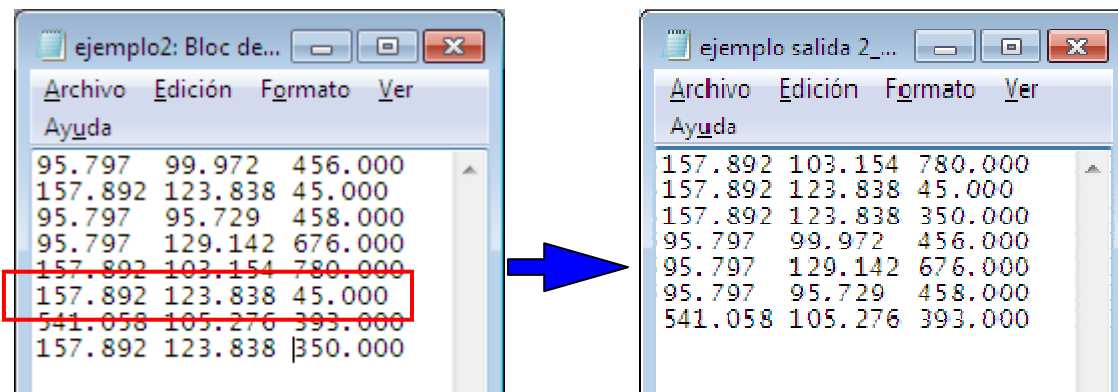 ejemplo2: Bloc de...
Archivo Edición Formato Ver
Ayuda
95.797 99.972 456.000
157.892 123.838 45.000
95.797 95.729 458.000
95.797 129.142 676.000
157.892 103.154 780.000
157.892 123.838 45.000
541.058 105.276 393.000
157.892 123.838 350.000
ejemplo salida 2_...
Archivo Edición Formato Ver
Ayuda
157.892 103.154 780.000
157.892 123.838 45.000
157.892 123.838 350.000
95.797 99.972 456.000
95.797 129.142 676.000
95.797 95.729 458.000
541.058 105.276 393.000